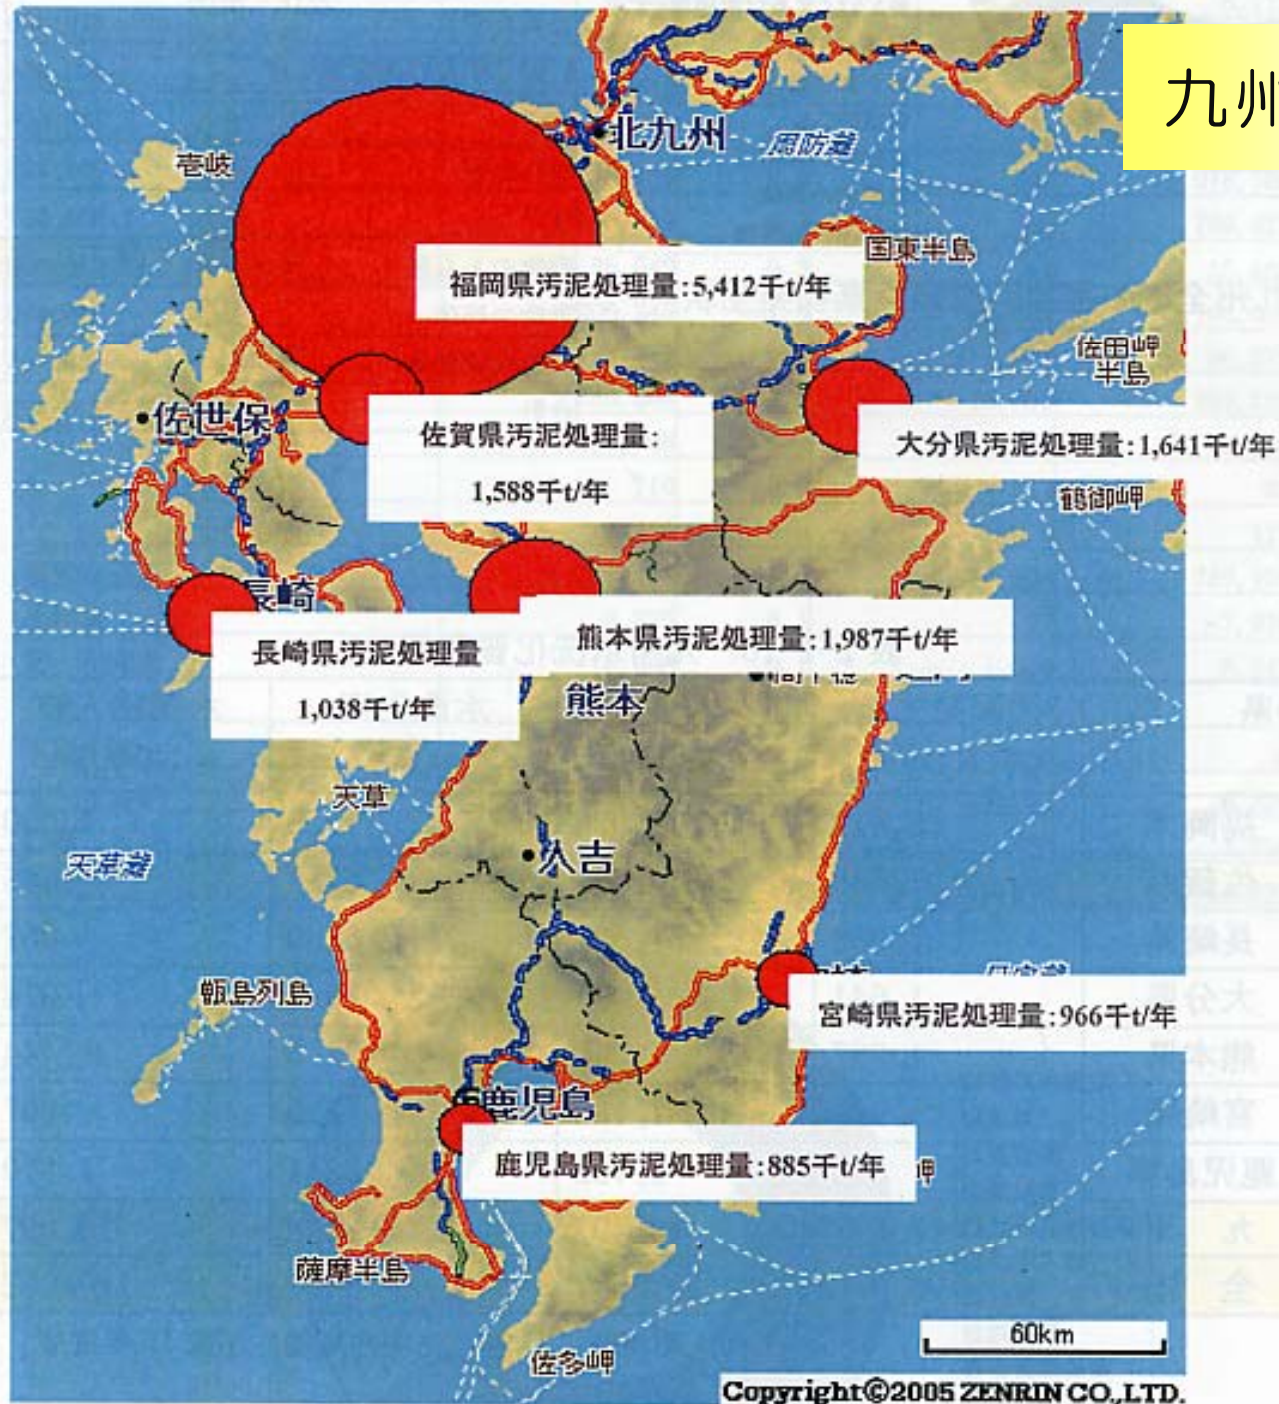 九州
北九州
周防灘
壱岐
国東半島
福岡県汚泥処理量:5,412千t/年
佐田岬
半島
佐世保
佐賀県汚泥処理量:
1,588千t/年
大分県汚泥処理量:1,641千t/年
鶴御岬
長崎
長崎県汚泥処理量
1,038千t/年
熊本県汚泥処理量:1,987千t/年
熊本
天草
天草灘
人吉
甑島列島
宮崎県汚泥処理量:966千t/年
鹿児島
鹿児島県汚泥処理量:885千t/年
岬
薩摩半島
佐多岬
60km
Copyright©2005 ZENRIN CO.,LTD.